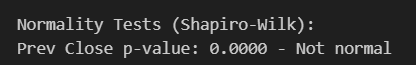 Normality Tests (Shapiro-Wilk):
Prev Close p-value: 0.0000 - Not normal